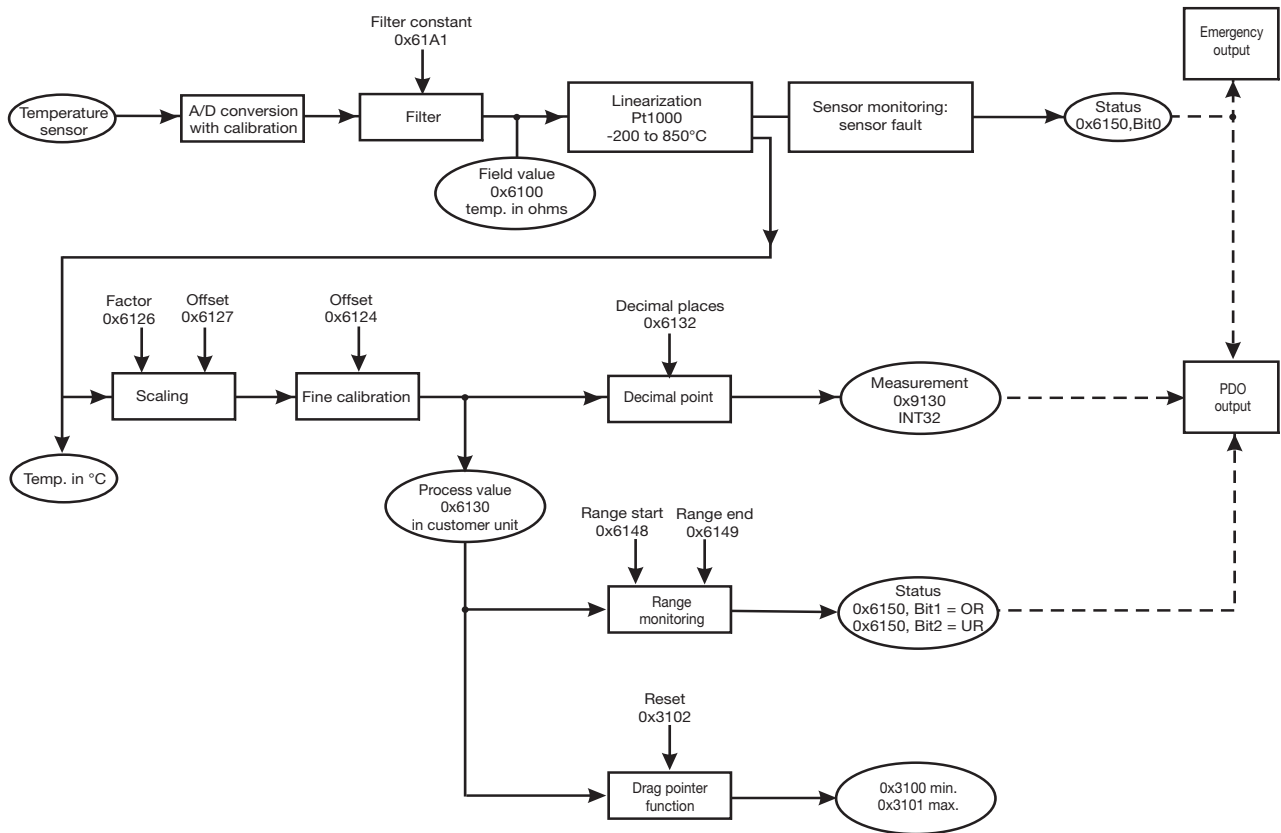 Filter constant
0x61A1
Emergency
output
Temperature
sensor
A/D conversion
with calibration
Filter
Linearization
Pt1000
-200 to 850°C
Sensor monitoring:
sensor fault
Status
0x6150,Bit0
Field value
0x6100
temp. in ohms
Factor
0x6126
Offset
0x6127
Offset
0x6124
Decimal places
0x6132
Scaling
Fine calibration
Decimal point
Measurement
0x9130
INT32
PDO
output
Temp. in °C
Process value
0x6130
in customer unit
Range start
0x6148
Range end
0x6149
Range
monitoring
Status
0x6150, Bit1 = OR
0x6150, Bit2 = UR
Reset
0x3102
Drag pointer
function
0x3100 min.
0x3101 max.